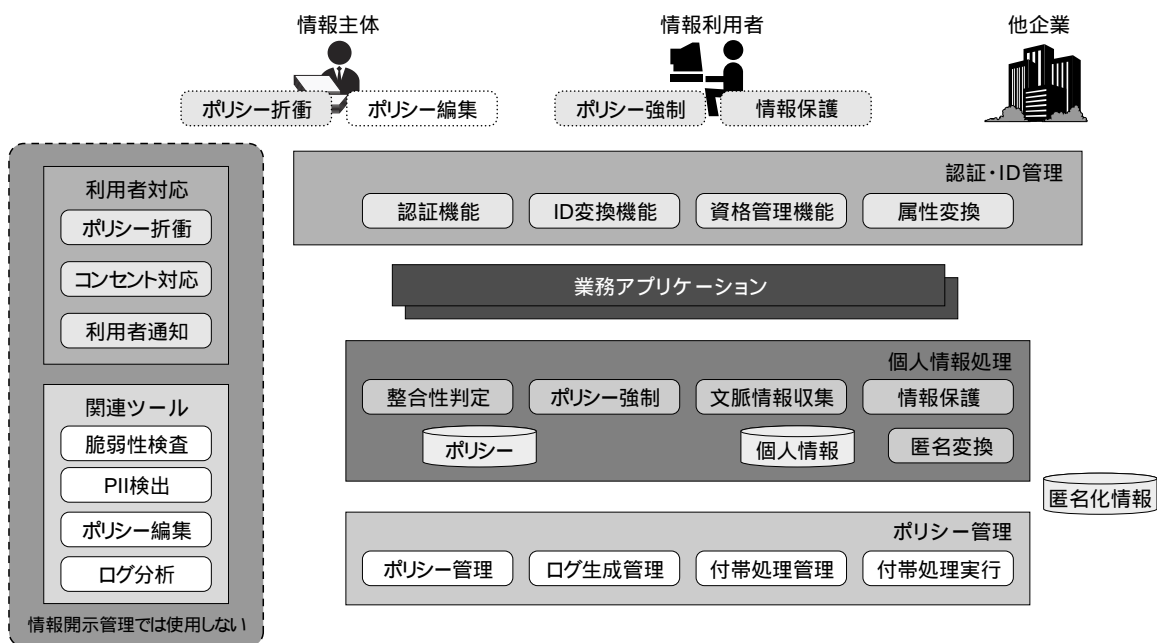 情報主体
情報利用者
他企業
ポリシー折衝
ポリシー編集
ポリシー強制
情報保護
利用者対応
ポリシー折衝
コンセント対応
利用者通知
関連ツール
脆弱性検査
PII検出
ポリシー編集
ログ分析
情報開示管理では使用しない
認証・ID管理
認証機能
ID変換機能
資格管理機能
属性変換
業務アプリケーション
個人情報処理
整合性判定
ポリシー強制
文脈情報収集
情報保護
ポリシー
個人情報
匿名変換
匿名化情報
ポリシー管理
ポリシー管理
ログ生成管理
付帯処理管理
付帯処理実行